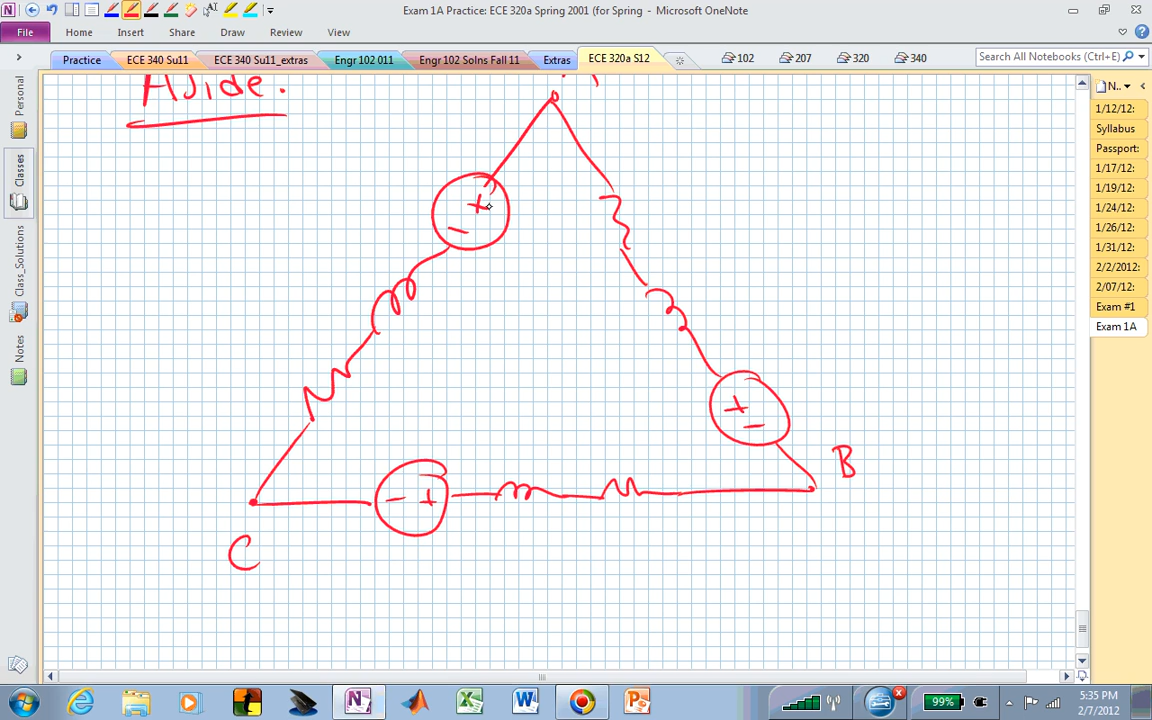 Exam 1A Practice: ECE 320a Spring 2001 (for Spring - Microsoft OneNote
File Home Insert Share Draw Review View
Practice ECE 340 Su11 ECE 340 Su11_extras Engr 102 011 Engr 102 Solns Fall 11 Extras ECE 320a S12 102 207 320 340 Search All Notebooks (Ctrl+E)
N..
Personal
Classes
Class_Solutions
Notes
1/12/12:
Syllabus
Passport:
1/17/12:
1/19/12:
1/24/12:
1/26/12:
1/31/12:
2/2/2012:
2/07/12:
Exam #1
Exam 1A
Aside.
+
-
+
-
B
- +
C
99%
5:35 PM
2/7/2012